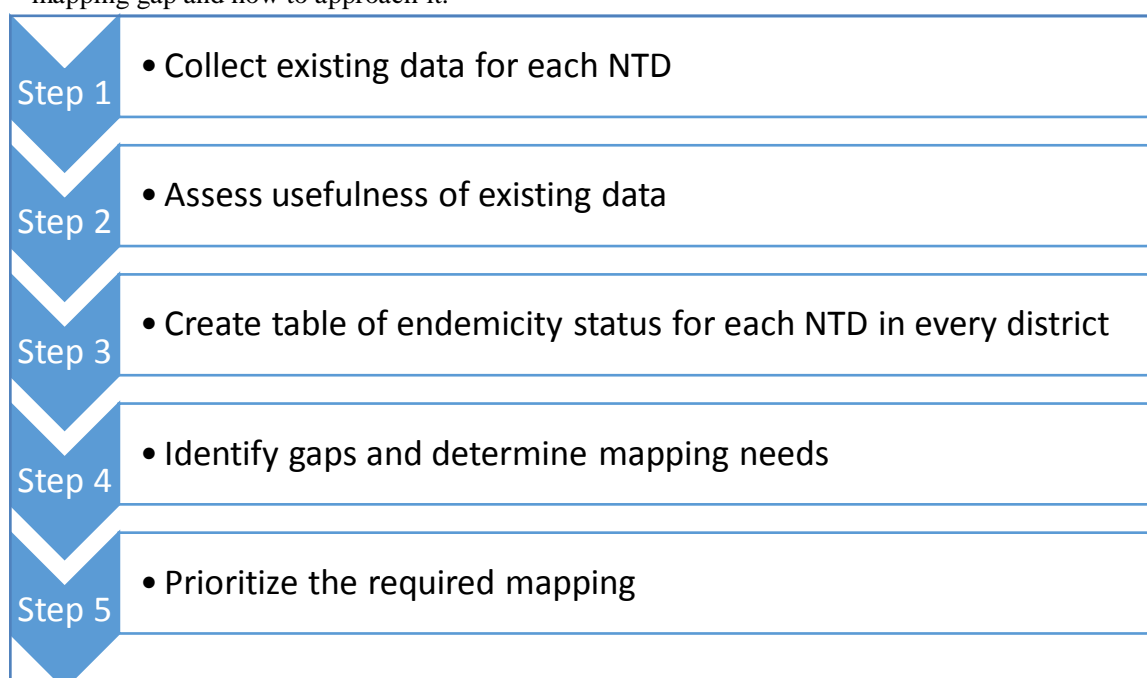 mapping gap and how to approach it.
Step 1
• Collect existing data for each NTD
Step 2
• Assess usefulness of existing data
Step 3
• Create table of endemicity status for each NTD in every district
Step 4
• Identify gaps and determine mapping needs
Step 5
• Prioritize the required mapping